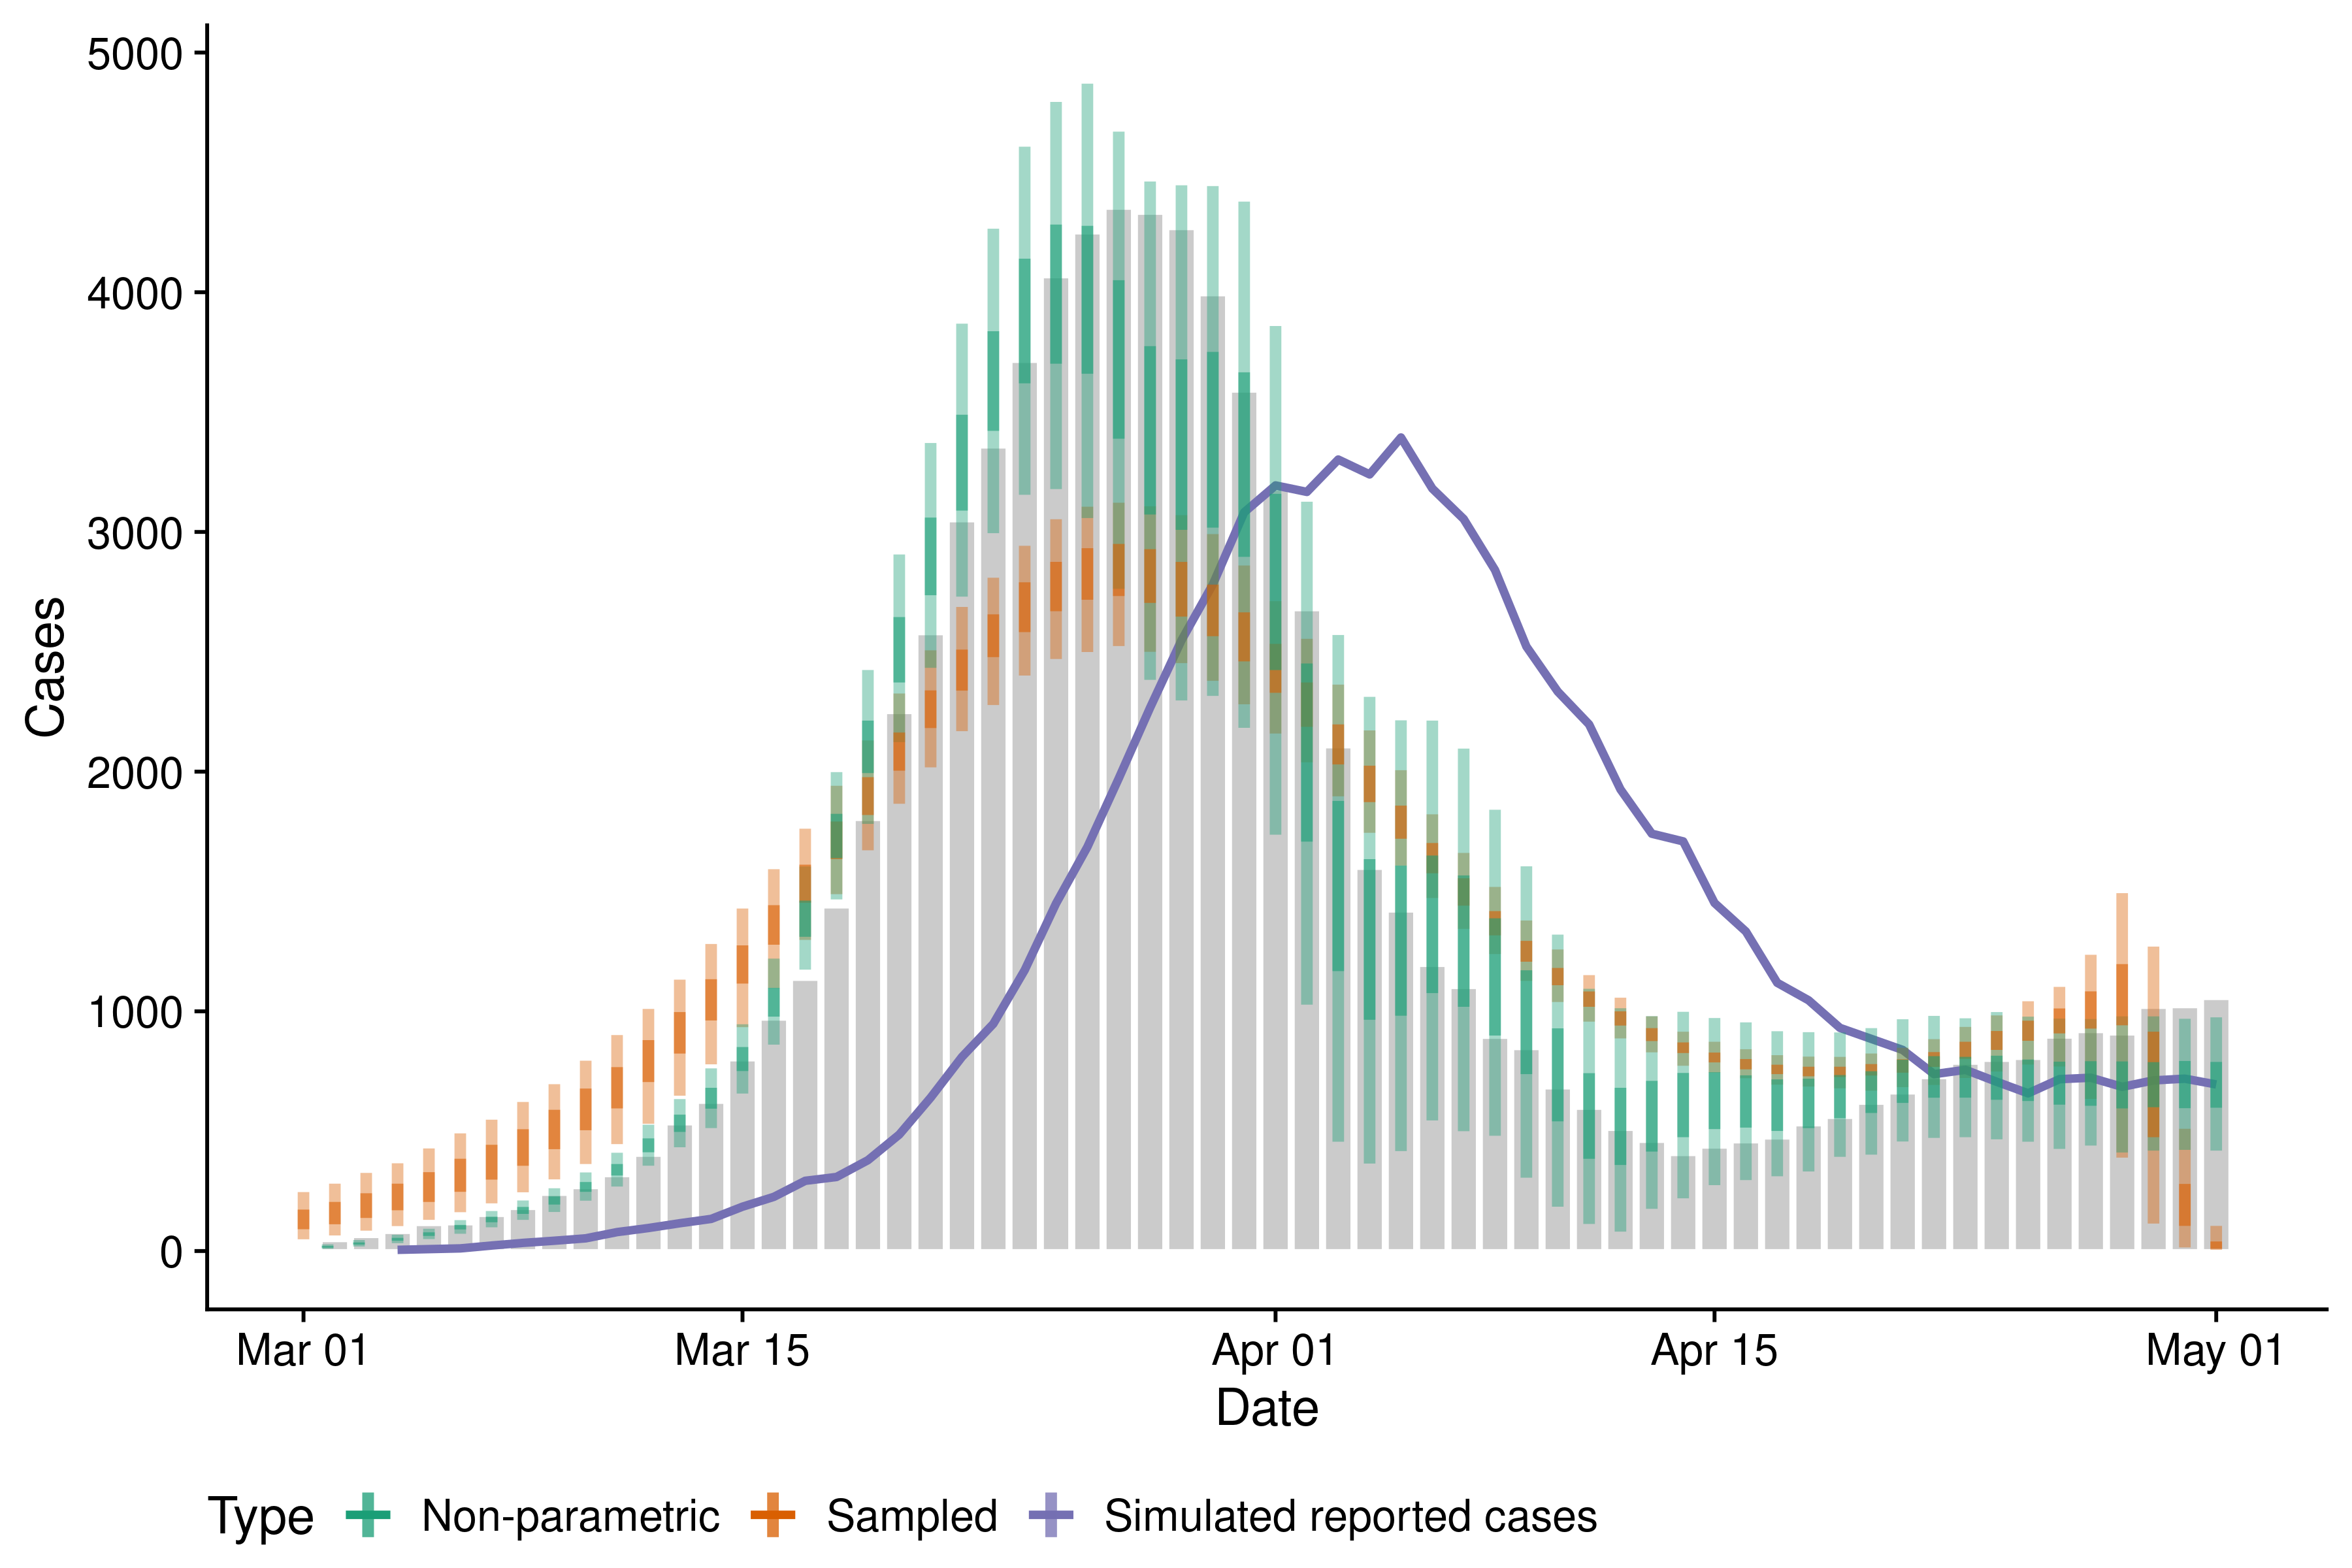 5000
4000
3000
2000
1000
0
Cases
Mar 01 Mar 15 Apr 01 Apr 15 May 01
Date
Type Non-parametric Sampled Simulated reported cases